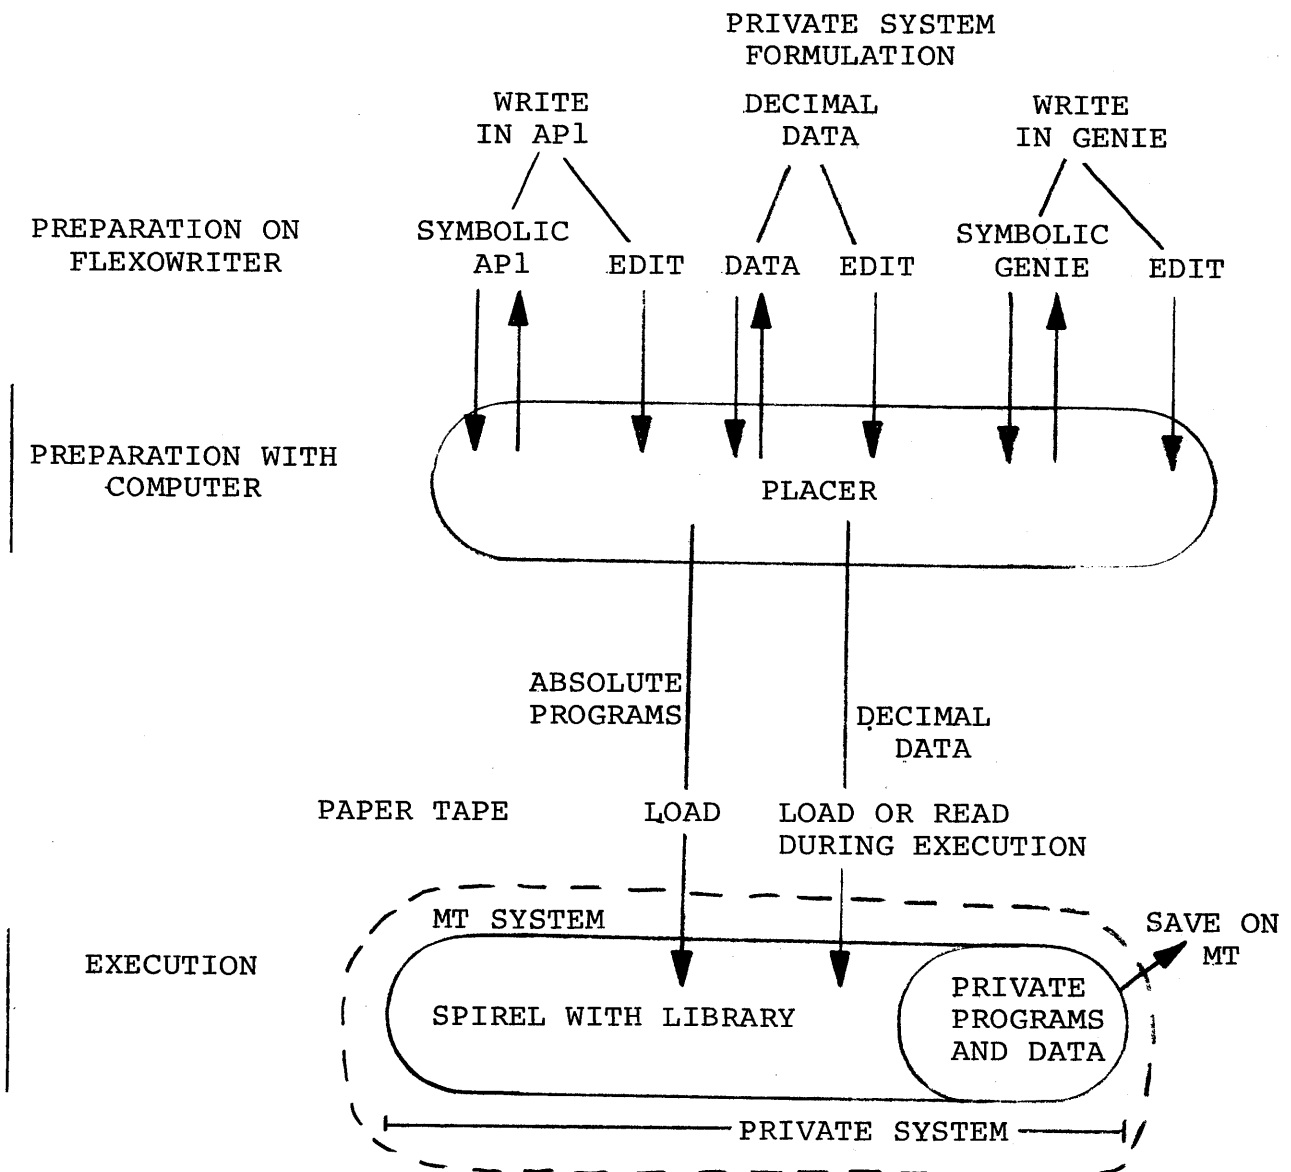 PRIVATE SYSTEM
FORMULATION
WRITE
IN AP1
DECIMAL
DATA
WRITE
IN GENIE
PREPARATION ON
FLEXOWRITER
SYMBOLIC
AP1
EDIT
DATA
EDIT
SYMBOLIC
GENIE
EDIT
PREPARATION WITH
COMPUTER
PLACER
ABSOLUTE
PROGRAMS
DECIMAL
DATA
PAPER TAPE
LOAD
LOAD OR READ
DURING EXECUTION
MT SYSTEM
SAVE ON
MT
EXECUTION
SPIREL WITH LIBRARY
PRIVATE
PROGRAMS
AND DATA
PRIVATE SYSTEM